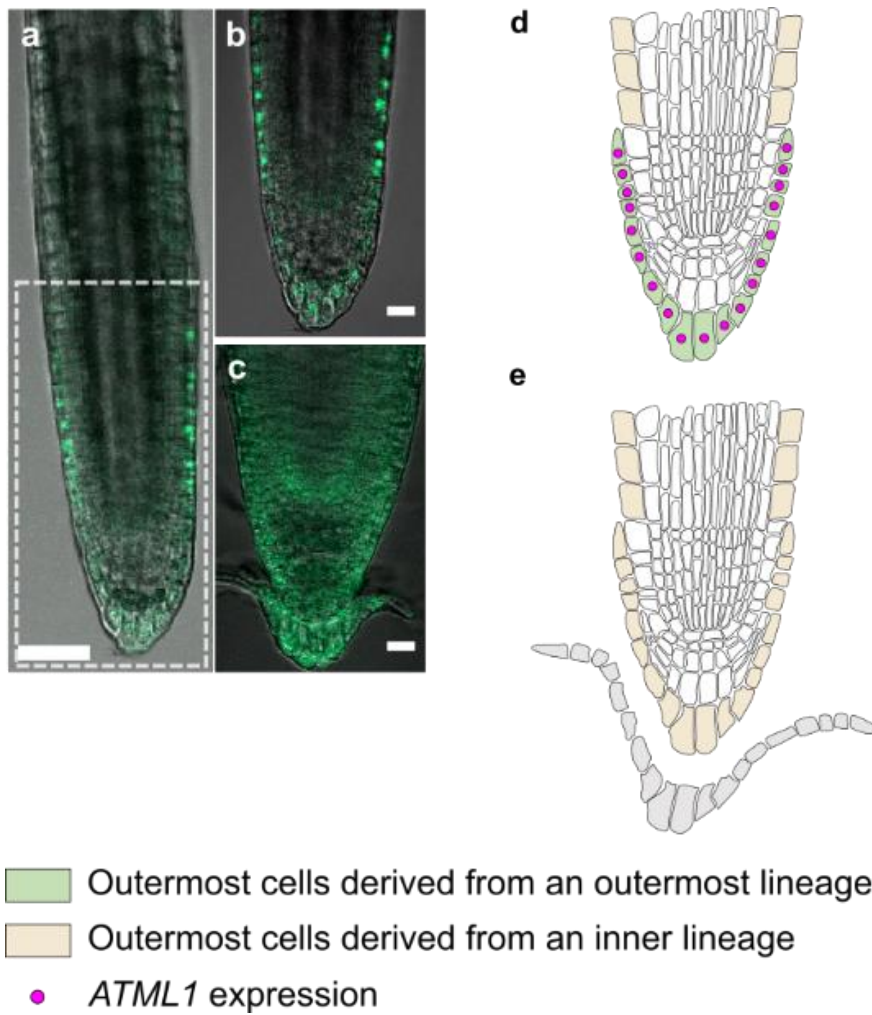 a
b
c
d
e
Outermost cells derived from an outermost lineage
Outermost cells derived from an inner lineage
ATML1 expression